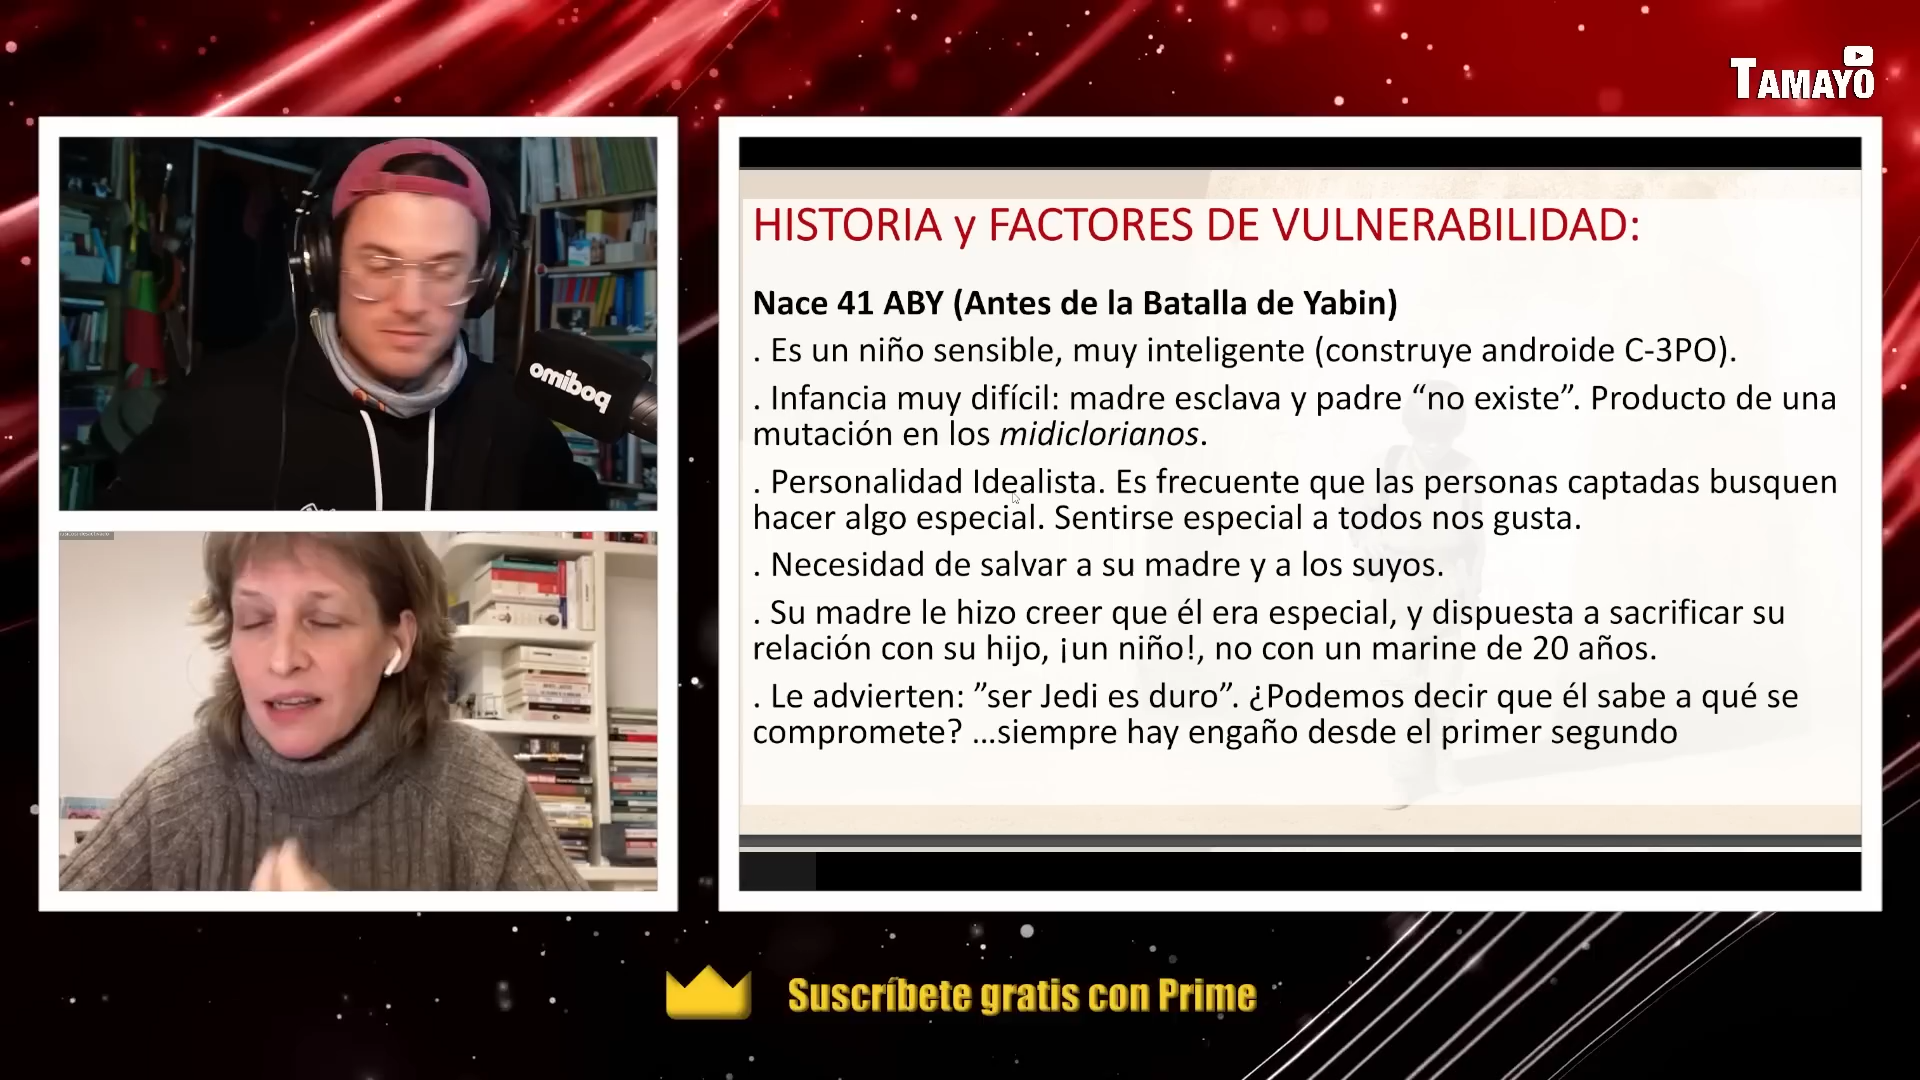 TAMAYO
omiboq
HISTORIA y FACTORES DE VULNERABILIDAD:
Nace 41 ABY (Antes de la Batalla de Yabin)
. Es un niño sensible, muy inteligente (construye androide C-3PO).
. Infancia muy difícil: madre esclava y padre “no existe”. Producto de una
mutación en los midiclorianos.
. Personalidad Idealista. Es frecuente que las personas captadas busquen
hacer algo especial. Sentirse especial a todos nos gusta.
. Necesidad de salvar a su madre y a los suyos.
. Su madre le hizo creer que él era especial, y dispuesta a sacrificar su
relación con su hijo, ¡un niño!, no con un marine de 20 años.
. Le advierten: ”ser Jedi es duro”. ¿Podemos decir que él sabe a qué se
compromete? ...siempre hay engaño desde el primer segundo
Suscríbete gratis con Prime